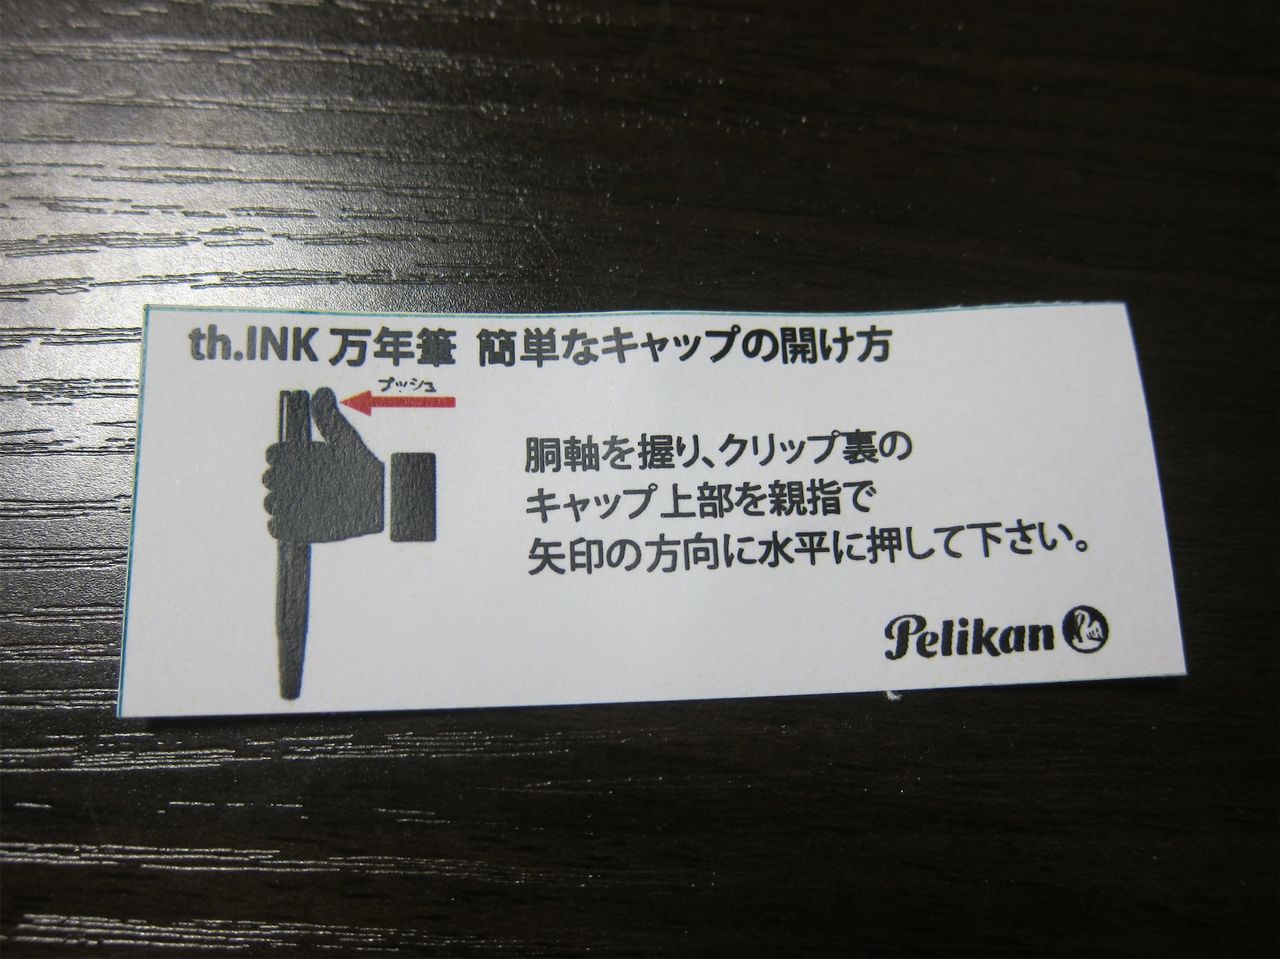 th.INK 万年筆 簡単なキャップの開け方
プッシュ
胴軸を握り、クリップ裏の
キャップ上部を親指で
矢印の方向に水平に押して下さい。
Pelikan